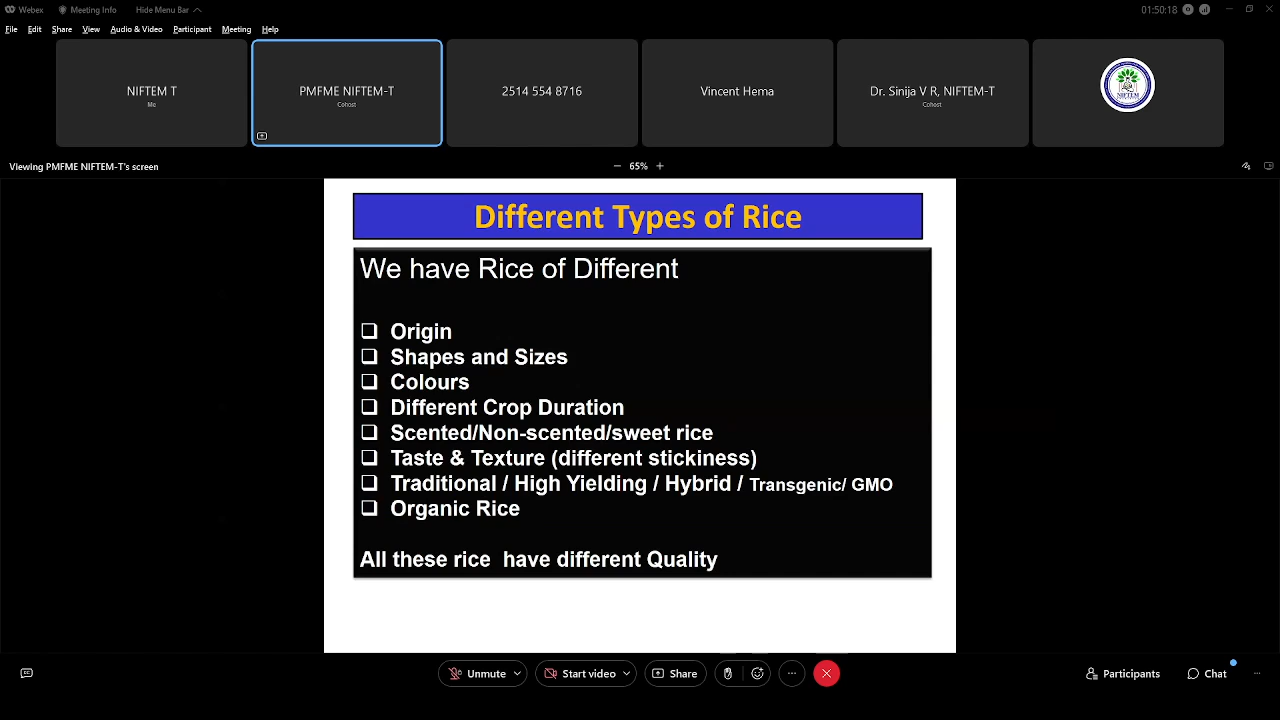 Webex
Meeting Info
Hide Menu Bar
01:50:18
File
Edit
Share
View
Audio & Video
Participant
Meeting
Help
NIFTEM T
Me
PMFME NIFTEM-T
Cohost
2514 554 8716
Vincent Hema
Dr. Sinija V R, NIFTEM-T
Cohost
NIFTEM
Viewing PMFME NIFTEM-T's screen
65%
Different Types of Rice
We have Rice of Different
❑ Origin
❑ Shapes and Sizes
❑ Colours
❑ Different Crop Duration
❑ Scented/Non-scented/sweet rice
❑ Taste & Texture (different stickiness)
❑ Traditional / High Yielding / Hybrid / Transgenic/ GMO
❑ Organic Rice
All these rice have different Quality
Unmute
Start video
Share
Participants
Chat